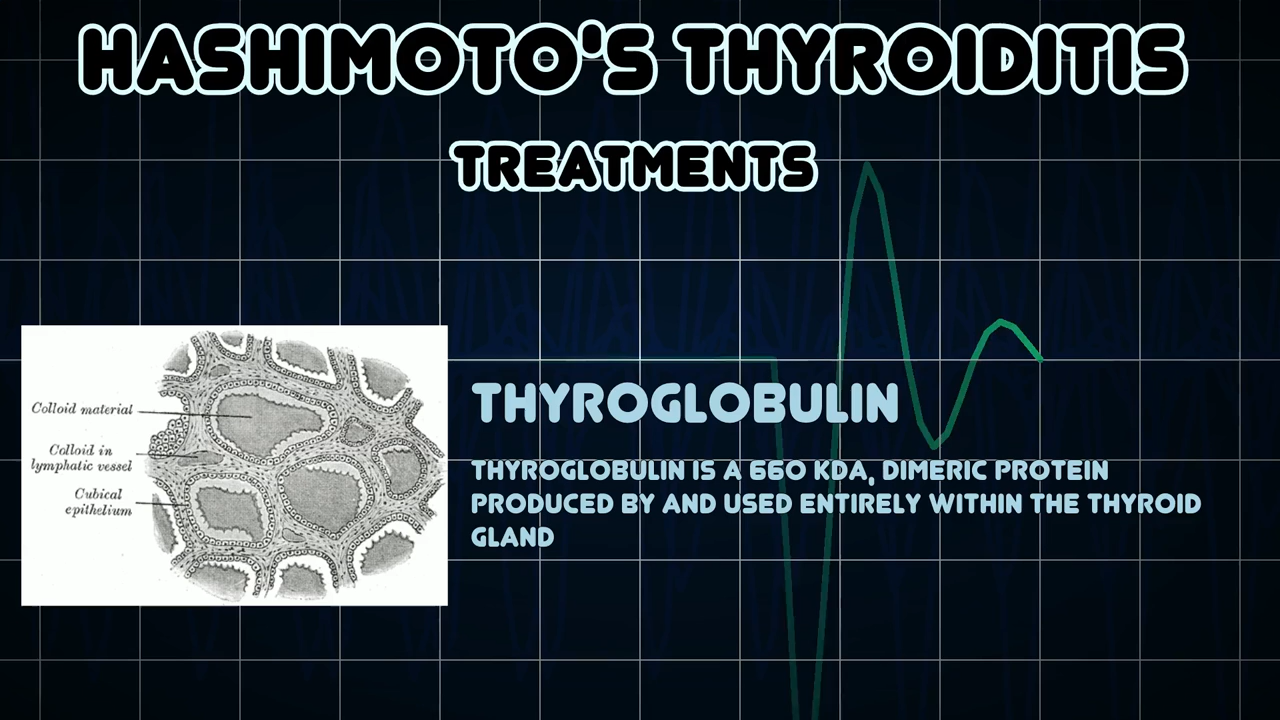 HASHIMOTO'S THYROIDITIS
TREATMENTS
Colloid material
Colloid in
lymphatic vessel
Cubical
epithelium
THYROGLOBULIN
THYROGLOBULIN IS A 660 KDA, DIMERIC PROTEIN
PRODUCED BY AND USED ENTIRELY WITHIN THE THYROID
GLAND